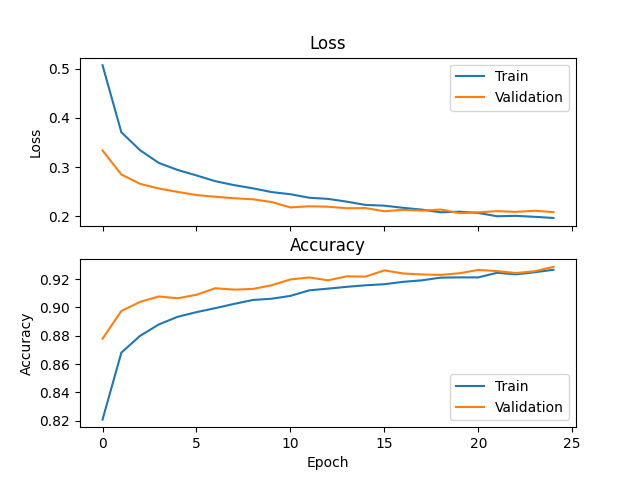 Loss
0.5
0.4
0.3
0.2
Loss
Train
Validation
Accuracy
0.92
0.90
0.88
0.86
0.84
0.82
Accuracy
Train
Validation
0 5 10 15 20 25
Epoch